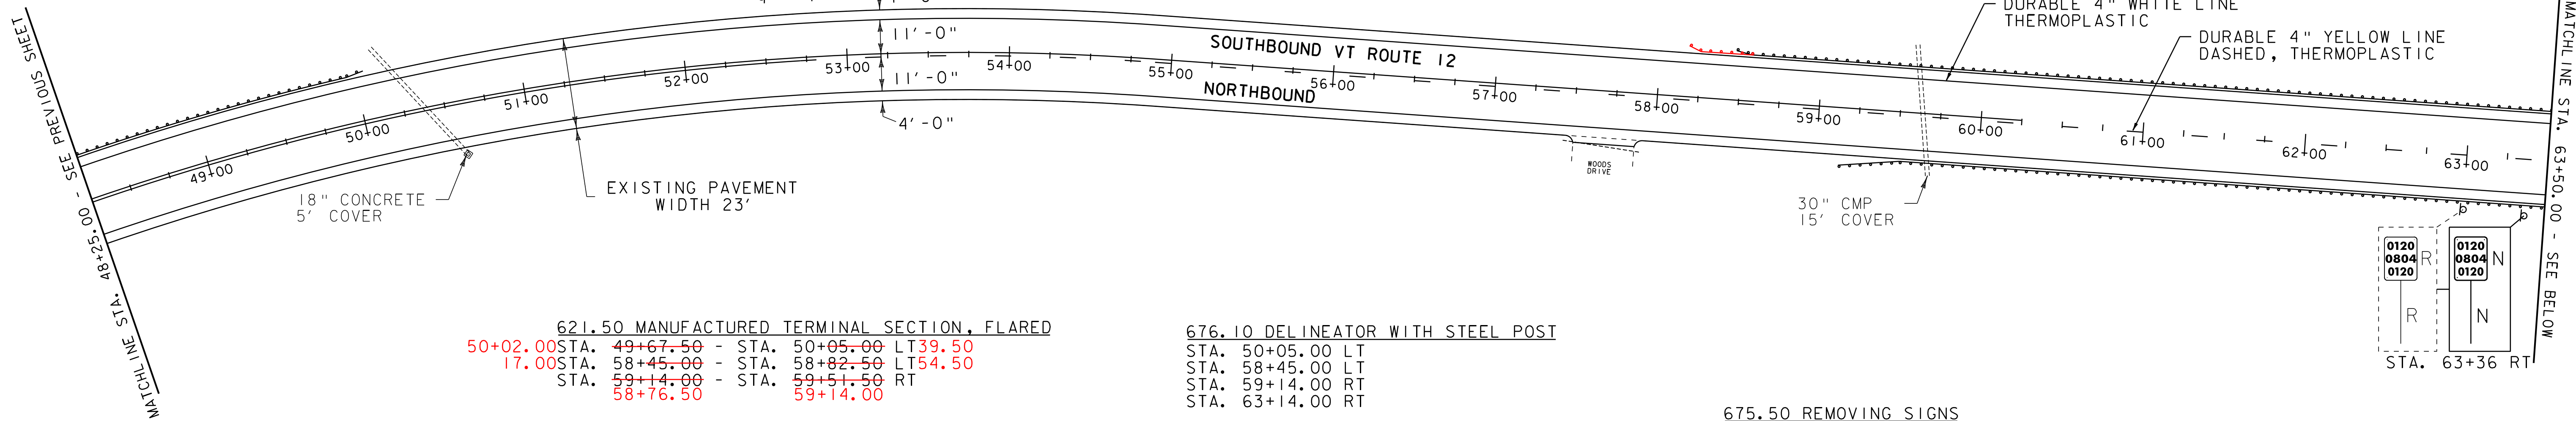 DURABLE 4" WHITE LINE
THERMOPLASTIC
DURABLE 4" YELLOW LINE
DASHED, THERMOPLASTIC
MATCHLINE STA. 48+25.00 - SEE PREVIOUS SHEET
MATCHLINE STA. 63+50.00 - SEE BELOW
11'-0"
11'-0"
4'-0"
SOUTHBOUND VT ROUTE 12
NORTHBOUND
49+00
50+00
51+00
52+00
53+00
54+00
55+00
56+00
57+00
58+00
59+00
60+00
61+00
62+00
63+00
18" CONCRETE
5' COVER
EXISTING PAVEMENT
WIDTH 23'
WOODS
DRIVE
30" CMP
15' COVER
0120
0804
0120
R
R
0120
0804
0120
N
N
STA. 63+36 RT
621.50 MANUFACTURED TERMINAL SECTION, FLARED
50+02.00 STA. 49+67.50 - STA. 50+05.00 LT 39.50
17.00 STA. 58+45.00 - STA. 58+82.50 LT 54.50
STA. 59+14.00 - STA. 59+51.50 RT
58+76.50 59+14.00
676.10 DELINEATOR WITH STEEL POST
STA. 50+05.00 LT
STA. 58+45.00 LT
STA. 59+14.00 RT
STA. 63+14.00 RT
675.50 REMOVING SIGNS